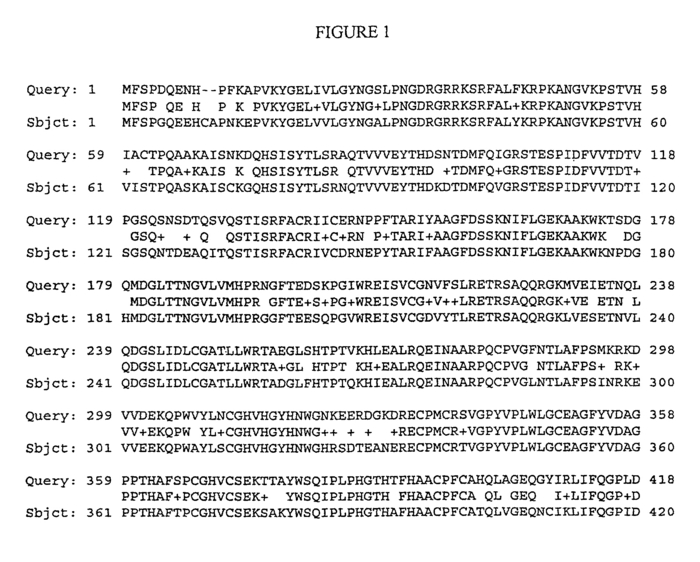 FIGURE 1
Query: 1 MFSPDQENH--PFKAPVKYGELIVLGYNGSLPNGDRGRRKSRFALFKRPKANGVKPSTVH 58
MFSP QE H P K PVKYGEL+VLGYNG+LPNGDRGRRKSRFAL+KRPKANGVKPSTVH
Sbjct: 1 MFSPGQEEHCAPNKEPVKYGELVVLGYNGALPNGDRGRRKSRFALYKRPKANGVKPSTVH 60
Query: 59 IACTPQAAKAISNKDQHSISYTLSRAQTVVVEYTHDSNTDMFQIGRSTESPIDFVVTDTV 118
+ TPQA+KAIS K QHSISYTLSR QTVVVEYTHD +TDMFQ+GRSTESPIDFVVTDT+
Sbjct: 61 VISTPQASKAISCKGQHSISYTLSRNQTVVVEYTHDKDTDMFQVGRSTESPIDFVVTDTI 120
Query: 119 PGSQSNSDTQSVQSTISRFACRIICERNPPFTARIYAAGFDSSKNIFLGEKAAKWKTSDG 178
GSQ+ + Q QSTISRFACRI+C+RN P+TARI+AAGFDSSKNIFLGEKAAKWK DG
Sbjct: 121 SGSQNTDEAQITQSTISRFACRIVCDRNEPYTARIFAAGFDSSKNIFLGEKAAKWKNPDG 180
Query: 179 QMDGLTTNGVLVMHPRNGFTEDSKPGIWREISVCGNVFSLRETRSAQQRGKMVEIETNQL 238
MDGLTTNGVLVMHPR GFTE+S+PG+WREISVCG+V++LRETRSAQQRGK+VE ETN L
Sbjct: 181 HMDGLTTNGVLVMHPRGGFTEESQPGVWREISVCGDVYTLRETRSAQQRGKLVESETNVL 240
Query: 239 QDGSLIDLCGATLLWRTAEGLSHTPTVKHLEALRQEINAARPQCPVGFNTLAFPSMKRKD 298
QDGSLIDLCGATLLWRTA+GL HTPT KH+EALRQEINAARPQCPVG NTLAFPS+ RK+
Sbjct: 241 QDGSLIDLCGATLLWRTADGLFHTPTQKHIEALRQEINAARPQCPVGLNTLAFPSINRKE 300
Query: 299 VVDEKQPWVYLNCGHVHGYHNWGNKEERDGKDRECPMCRSVGPYVPLWLGCEAGFYVDAG 358
VV+EKQPW YL+CGHVHGYHNWG++ + + +RECPMCR+VGPYVPLWLGCEAGFYVDAG
Sbjct: 301 VVEEKQPWAYLSCGHVHGYHNWGHRSDTEANERECPMCRTVGPYVPLWLGCEAGFYVDAG 360
Query: 359 PPTHAFSPCGHVCSEKTTAYWSQIPLPHGTHTFHAACPFCAHQLAGEQGYIRLIFQGPLD 418
PPTHAF+PCGHVCSEK+ YWSQIPLPHGTH FHAACPFCA QL GEQ I+LIFQGP+D
Sbjct: 361 PPTHAFTPCGHVCSEKSAKYWSQIPLPHGTHAFHAACPFCATQLVGEQNCIKLIFQGPID 420